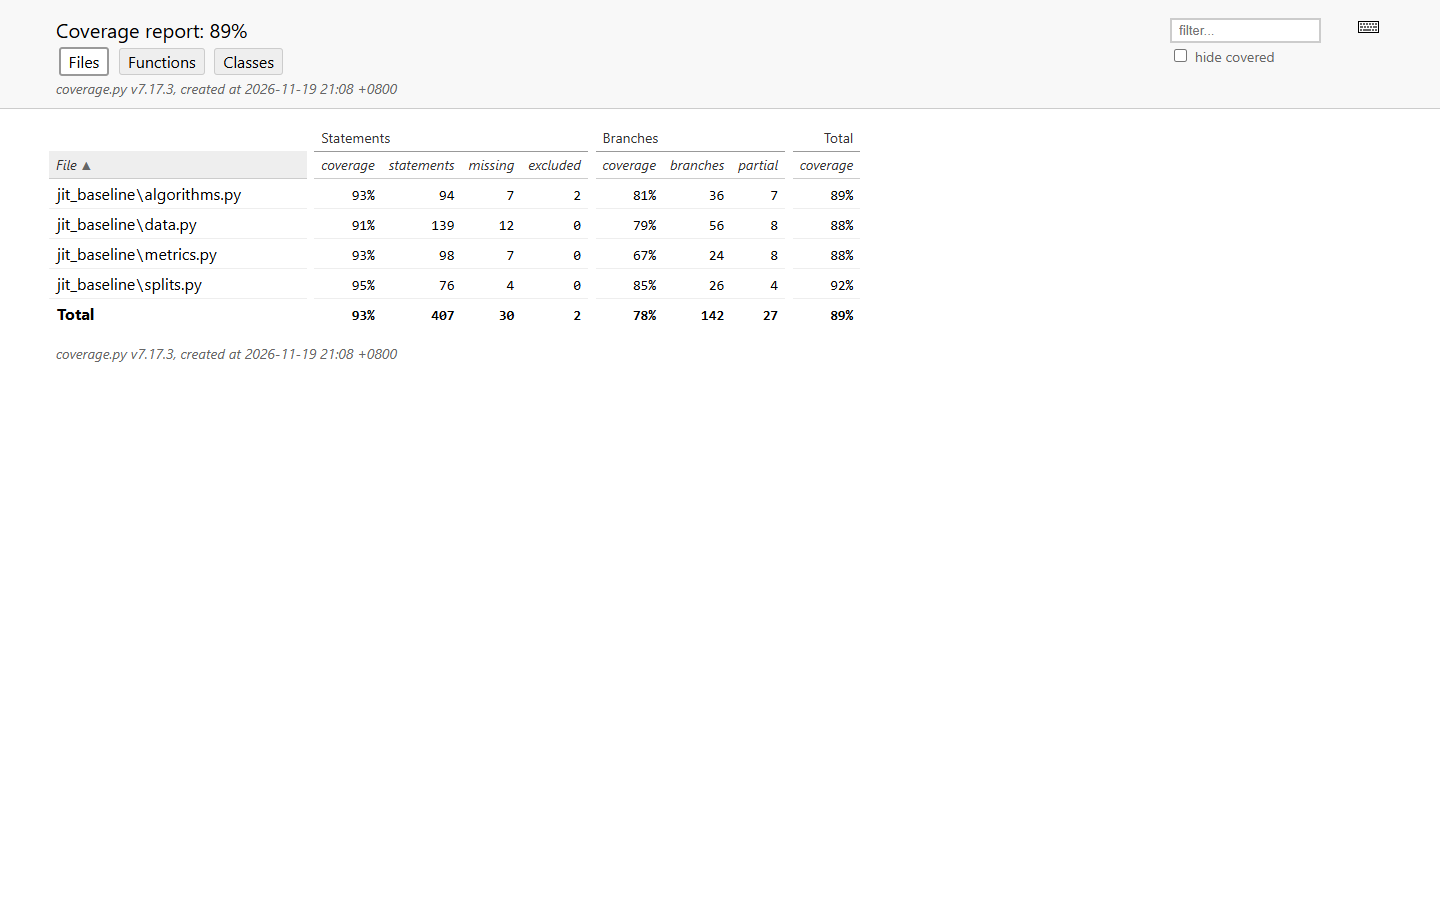 Coverage report: 89%
filter...
hide covered
Files Functions Classes
coverage.py v7.17.3, created at 2026-11-19 21:08 +0800
Statements Branches Total
File ▲ coverage statements missing excluded coverage branches partial coverage
jit_baseline\algorithms.py 93% 94 7 2 81% 36 7 89%
jit_baseline\data.py 91% 139 12 0 79% 56 8 88%
jit_baseline\metrics.py 93% 98 7 0 67% 24 8 88%
jit_baseline\splits.py 95% 76 4 0 85% 26 4 92%
Total 93% 407 30 2 78% 142 27 89%
coverage.py v7.17.3, created at 2026-11-19 21:08 +0800